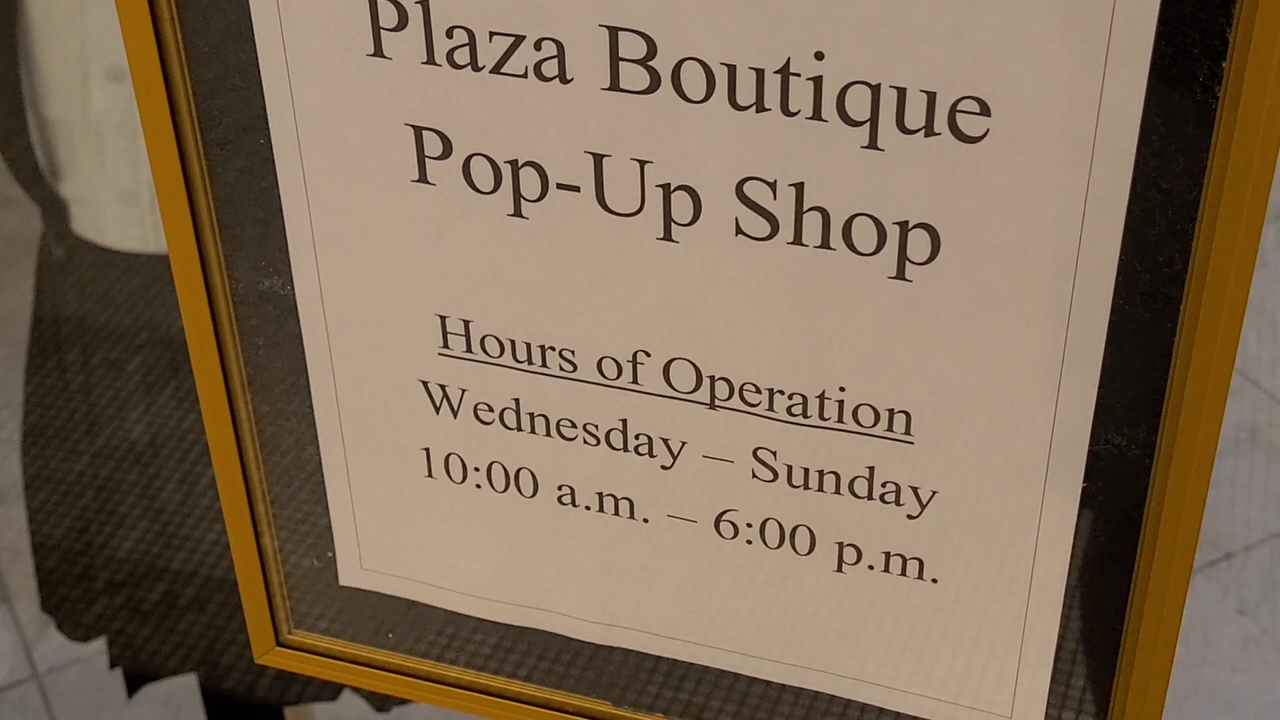 Plaza Boutique
Pop-Up Shop
Hours of Operation
Wednesday – Sunday
10:00 a.m. – 6:00 p.m.